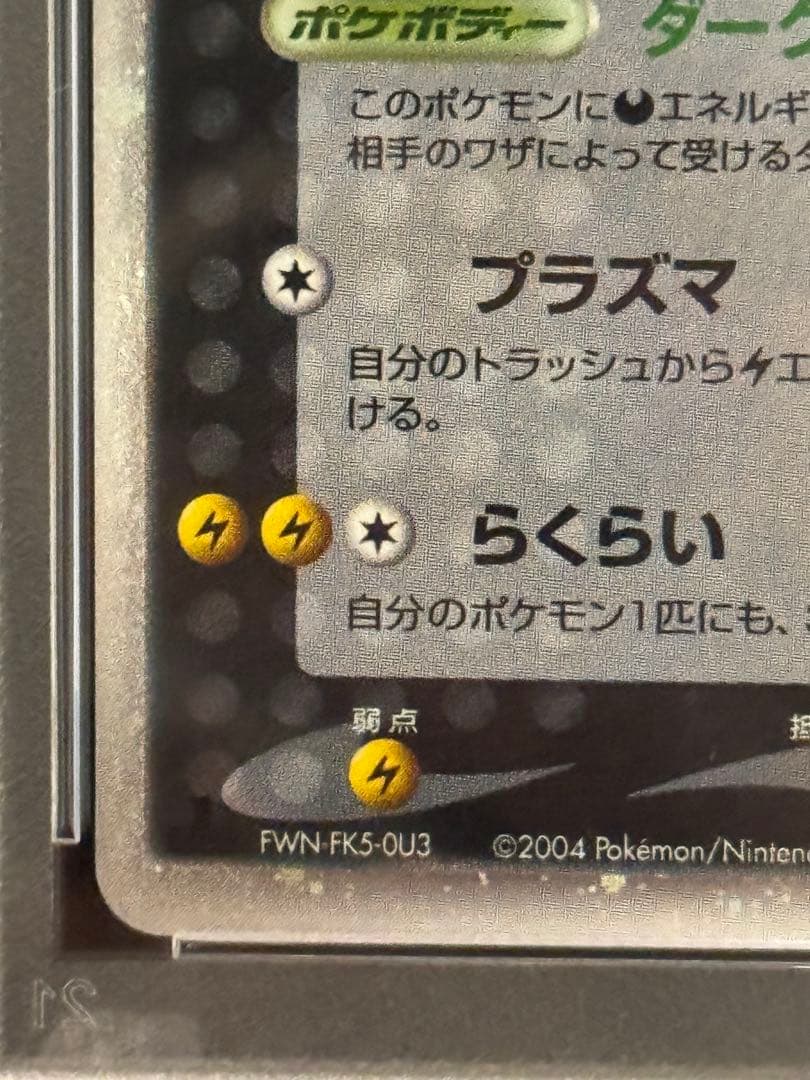 ポケボディー ダーク
このポケモンにエネルギ
相手のワザによって受ける
プラズマ
自分のトラッシュからエ
ける。
らくらい
自分のポケモン1匹にも、
弱点
FWN-FK5-0U3 ©2004 Pokémon/Ninten
21